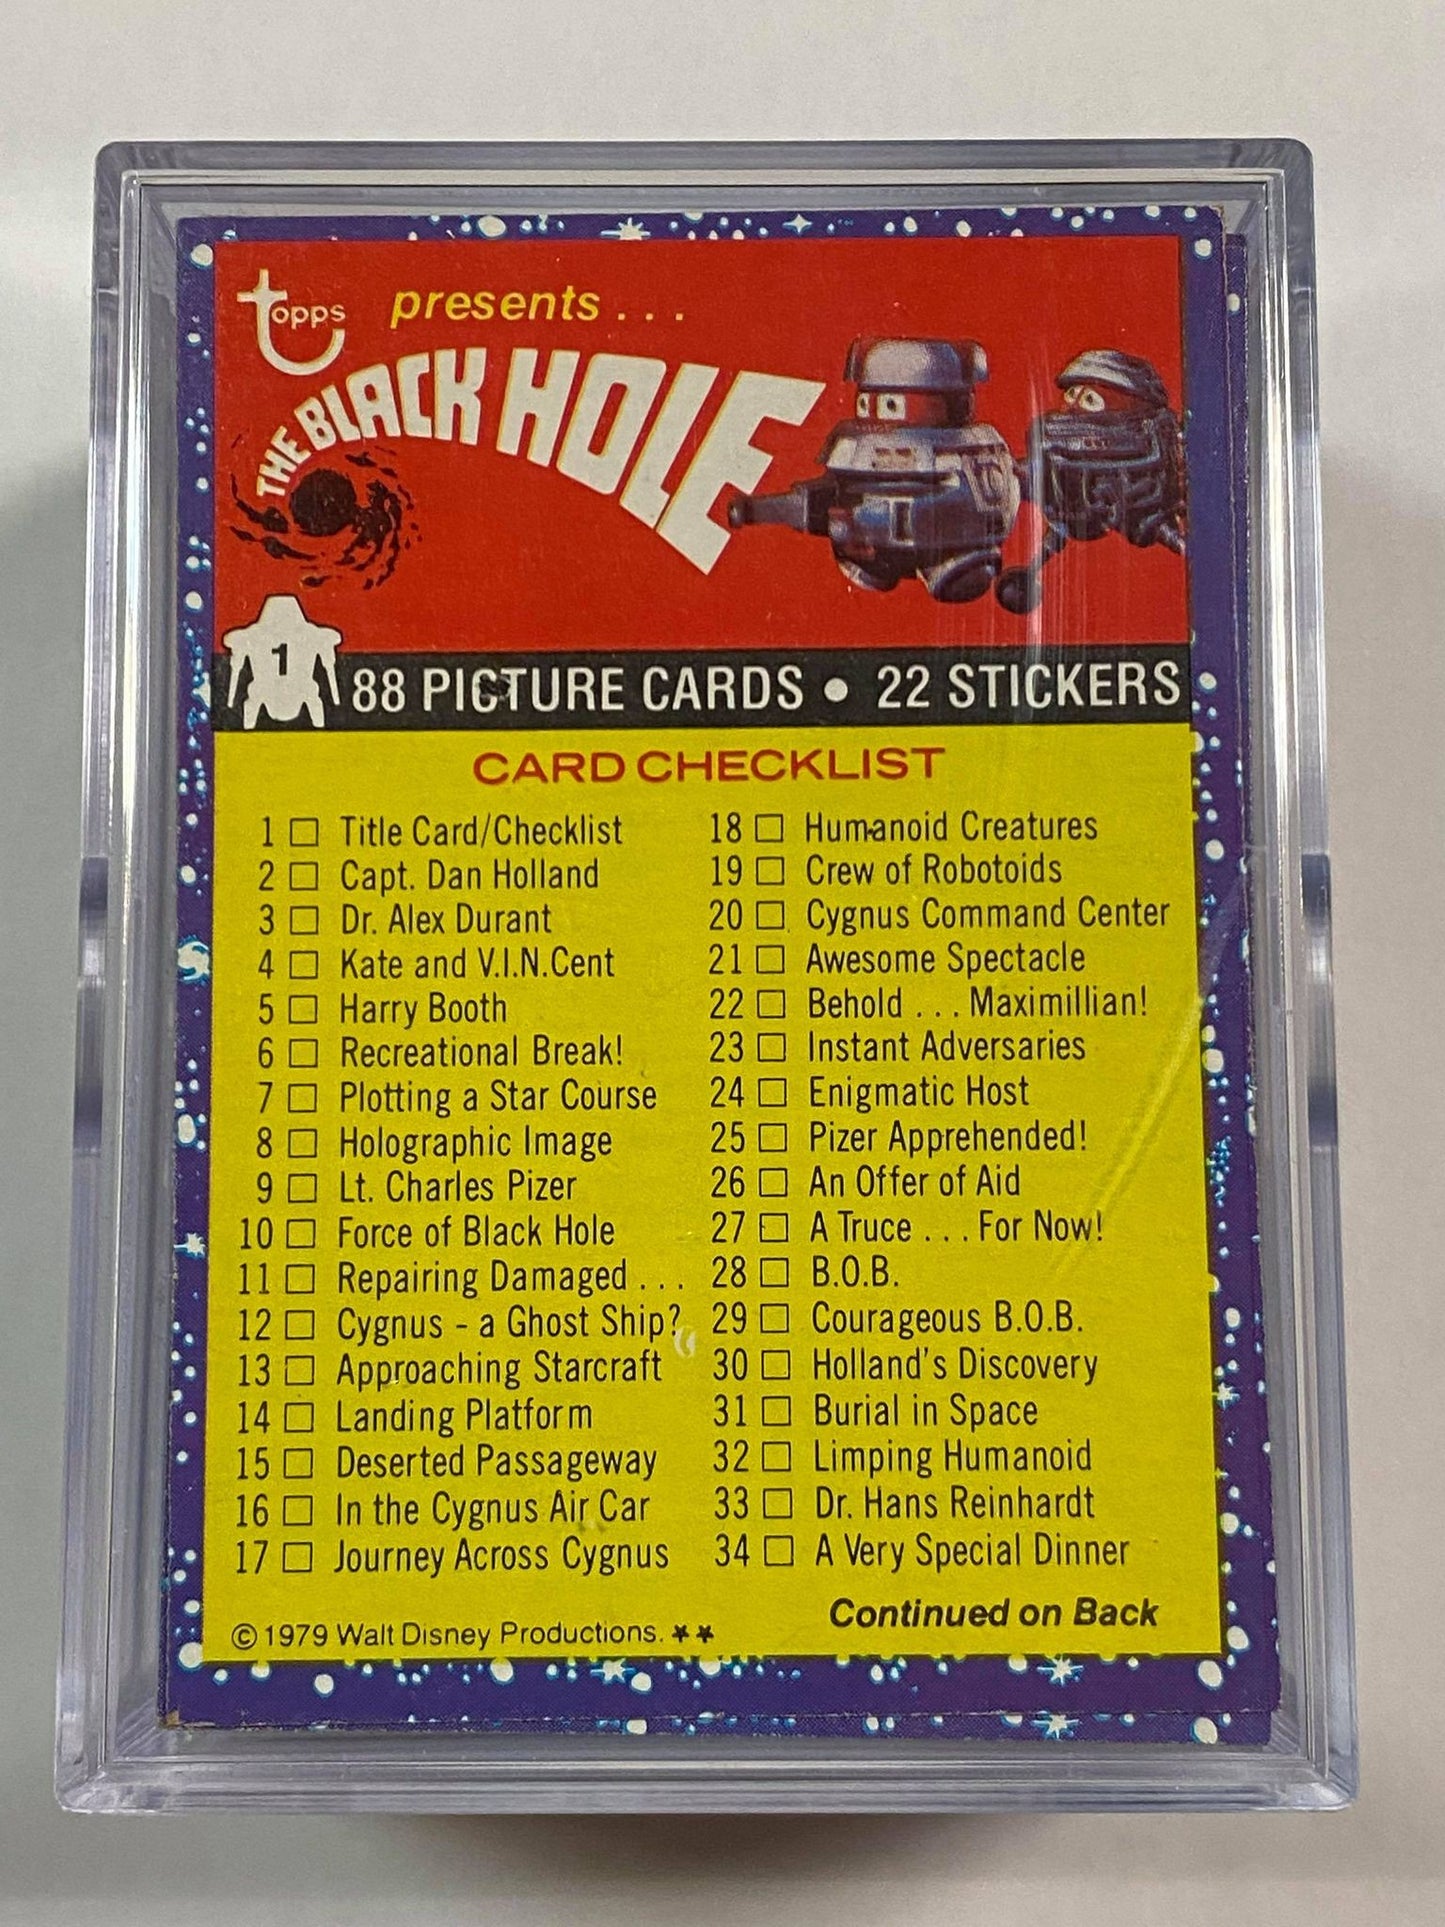 topps presents . . .
THE BLACK HOLE
1
88 PICTURE CARDS • 22 STICKERS
CARD CHECKLIST
1 □ Title Card/Checklist
2 □ Capt. Dan Holland
3 □ Dr. Alex Durant
4 □ Kate and V.I.N.Cent
5 □ Harry Booth
6 □ Recreational Break!
7 □ Plotting a Star Course
8 □ Holographic Image
9 □ Lt. Charles Pizer
10 □ Force of Black Hole
11 □ Repairing Damaged . . .
12 □ Cygnus - a Ghost Ship?
13 □ Approaching Starcraft
14 □ Landing Platform
15 □ Deserted Passageway
16 □ In the Cygnus Air Car
17 □ Journey Across Cygnus
18 □ Humanoid Creatures
19 □ Crew of Robotoids
20 □ Cygnus Command Center
21 □ Awesome Spectacle
22 □ Behold . . . Maximillian!
23 □ Instant Adversaries
24 □ Enigmatic Host
25 □ Pizer Apprehended!
26 □ An Offer of Aid
27 □ A Truce . . . For Now!
28 □ B.O.B.
29 □ Courageous B.O.B.
30 □ Holland's Discovery
31 □ Burial in Space
32 □ Limping Humanoid
33 □ Dr. Hans Reinhardt
34 □ A Very Special Dinner
Continued on Back
© 1979 Walt Disney Productions. **